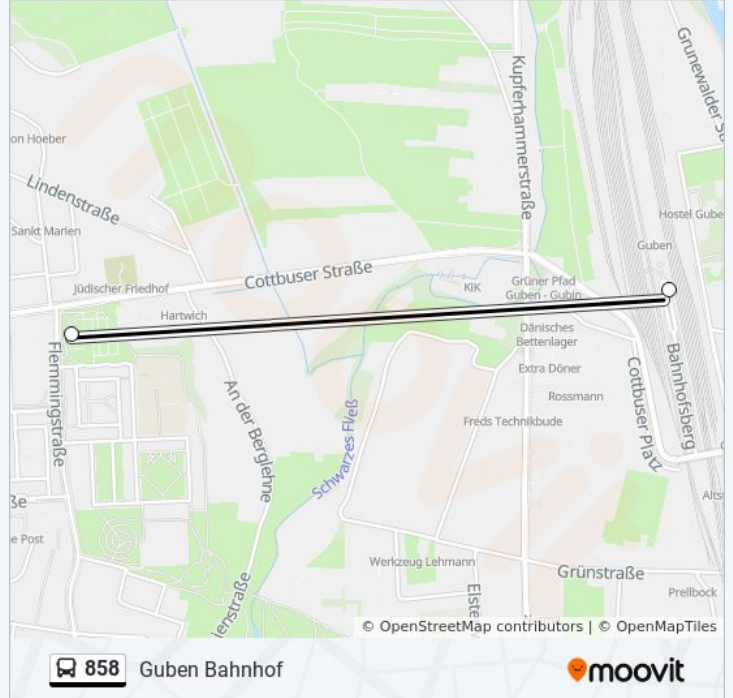 Kupferhammerstraße
Grunewalder St
on Hoeber
Lindenstraße
Hostel Gube
Sankt Marien
Guben
Cottbuser Straße
Jüdischer Friedhof
KiK
Grüner Pfad
Guben - Gubin
Hartwich
Dänisches
Bettenlager
Flemmingstraße
An der Berglehne
Extra Döner
Cottbuser Platz
Bahnhofsberg
Rossmann
Schwarzes Fließ
Freds Technikbude
ße
Alts
e Post
Werkzeug Lehmann
Grünstraße
Elste
Prellbock
lenstraße
© OpenStreetMap contributors | © OpenMapTiles
858 Guben Bahnhof
moovit